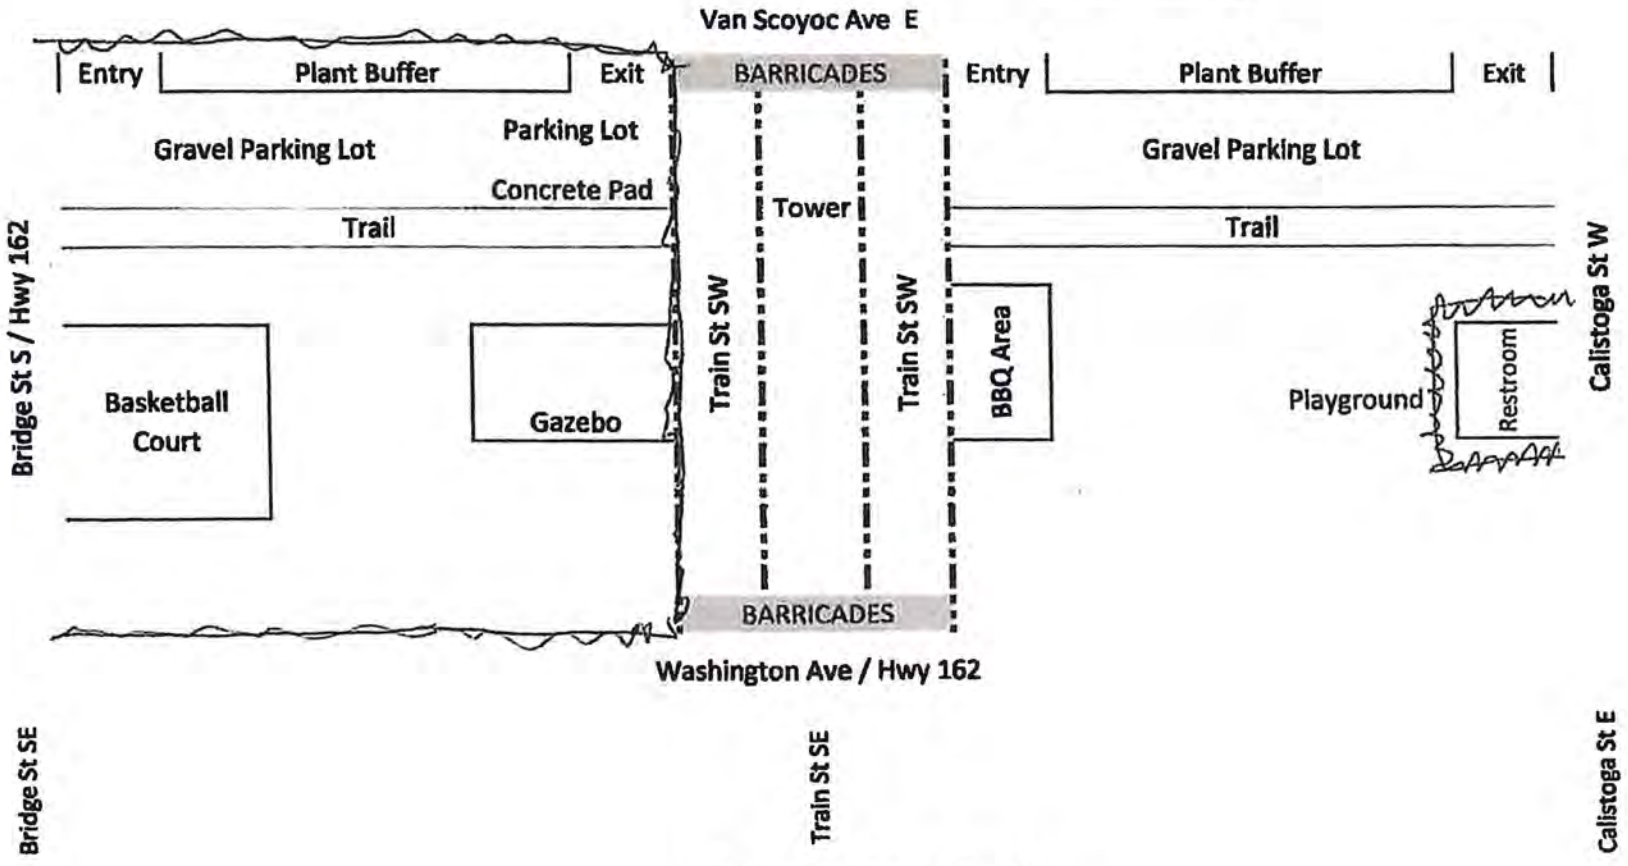 Van Scoyoc Ave E
Entry
Plant Buffer
Exit
BARRICADES
Entry
Plant Buffer
Exit
Gravel Parking Lot
Parking Lot
Gravel Parking Lot
Concrete Pad
Tower
Trail
Trail
Bridge St S / Hwy 162
Train St SW
Train St SW
BBQ Area
Calistoga St W
Basketball
Court
Gazebo
Playground
Restroom
BARRICADES
Washington Ave / Hwy 162
Bridge St SE
Train St SE
Calistoga St E